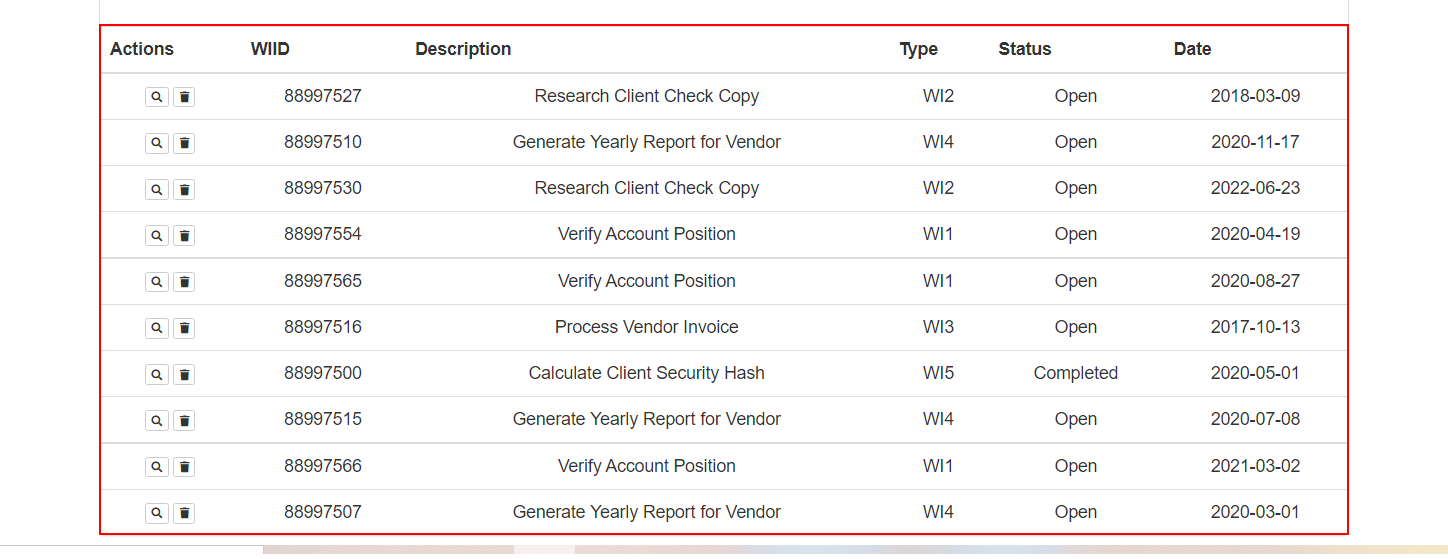 Actions WIID Description Type Status Date
88997527 Research Client Check Copy WI2 Open 2018-03-09
88997510 Generate Yearly Report for Vendor WI4 Open 2020-11-17
88997530 Research Client Check Copy WI2 Open 2022-06-23
88997554 Verify Account Position WI1 Open 2020-04-19
88997565 Verify Account Position WI1 Open 2020-08-27
88997516 Process Vendor Invoice WI3 Open 2017-10-13
88997500 Calculate Client Security Hash WI5 Completed 2020-05-01
88997515 Generate Yearly Report for Vendor WI4 Open 2020-07-08
88997566 Verify Account Position WI1 Open 2021-03-02
88997507 Generate Yearly Report for Vendor WI4 Open 2020-03-01